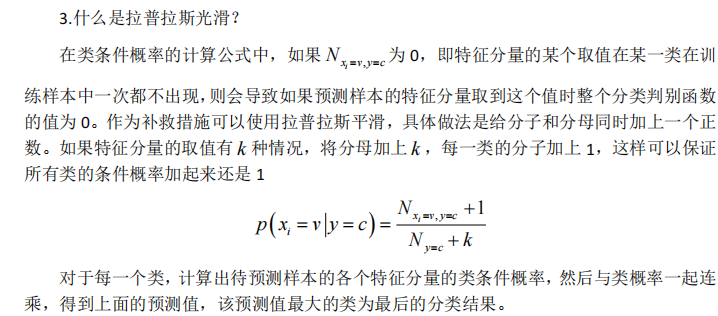 3.什么是拉普拉斯光滑？
在类条件概率的计算公式中，如果 N_{x_i=v,y=c} 为 0，即特征分量的某个取值在某一类在训
练样本中一次都不出现，则会导致如果预测样本的特征分量取到这个值时整个分类判别函数
的值为 0。作为补救措施可以使用拉普拉斯平滑，具体做法是给分子和分母同时加上一个正
数。如果特征分量的取值有 k 种情况，将分母加上 k，每一类的分子加上 1，这样可以保证
所有类的条件概率加起来还是 1
p(x_i = v|y = c) = \frac{N_{x_i=v,y=c} + 1}{N_{y=c} + k}
对于每一个类，计算出待预测样本的各个特征分量的类条件概率，然后与类概率一起连
乘，得到上面的预测值，该预测值最大的类为最后的分类结果。